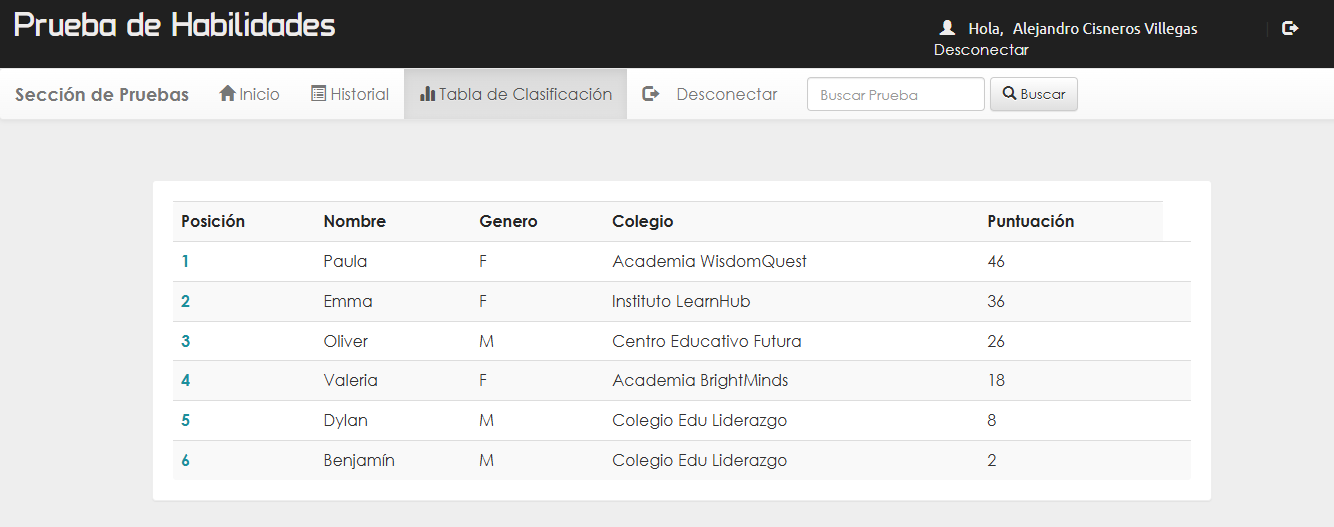 Prueba de Habilidades
Hola, Alejandro Cisneros Villegas
Desconectar
Sección de Pruebas Inicio Historial Tabla de Clasificación Desconectar Buscar Prueba Buscar
Posición Nombre Genero Colegio Puntuación
1 Paula F Academia WisdomQuest 46
2 Emma F Instituto LearnHub 36
3 Oliver M Centro Educativo Futura 26
4 Valeria F Academia BrightMinds 18
5 Dylan M Colegio Edu Liderazgo 8
6 Benjamín M Colegio Edu Liderazgo 2